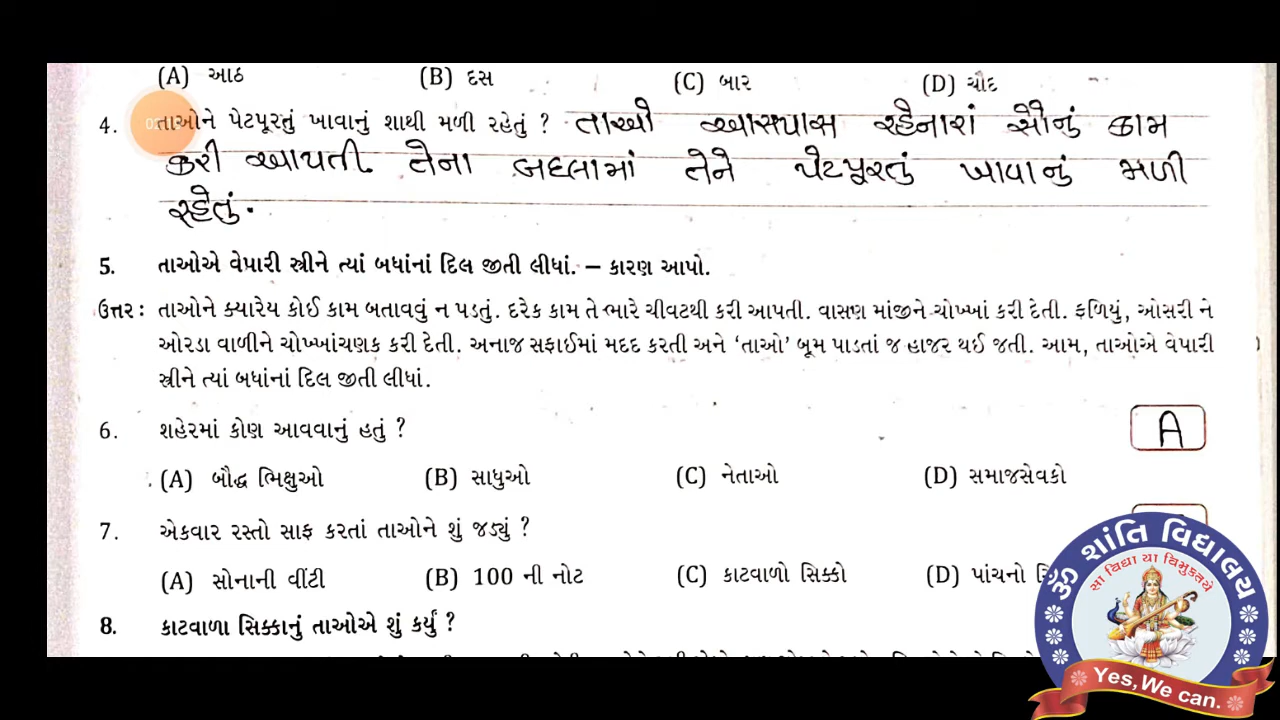 (A) આઠ (B) દસ (C) બાર (D) ચૌદ
4. તાઓને પેટપૂરતું ખાવાનું શાથી મળી રહેતું ? તાઓ આસપાસ રહેનારાં સૌનું કામ
કરી આપતી. તેના બદલામાં તેને પેટપૂરતું ખાવાનું મળી
રહેતું.
5. તાઓએ વેપારી સ્ત્રીને ત્યાં બધાંનાં દિલ જીતી લીધાં. – કારણ આપો.
ઉત્તર : તાઓને ક્યારેય કોઈ કામ બતાવવું ન પડતું. દરેક કામ તે ભારે ચીવટથી કરી આપતી. વાસણ માંજીને ચોખ્ખાં કરી દેતી. ફળિયું, ઓસરી ને
ઓરડા વાળીને ચોખ્ખાંચણક કરી દેતી. અનાજ સફાઈમાં મદદ કરતી અને ‘તાઓ’ બૂમ પાડતાં જ હાજર થઈ જતી. આમ, તાઓએ વેપારી
સ્ત્રીને ત્યાં બધાંનાં દિલ જીતી લીધાં.
6. શહેરમાં કોણ આવવાનું હતું ? A
(A) બૌદ્ધ ભિક્ષુઓ (B) સાધુઓ (C) નેતાઓ (D) સમાજસેવકો
7. એકવાર રસ્તો સાફ કરતાં તાઓને શું જડ્યું ?
(A) સોનાની વીંટી (B) 100 ની નોટ (C) કાટવાળો સિક્કો (D) પાંચનો
8. કાટવાળા સિક્કાનું તાઓએ શું કર્યું ?
ૐ શાંતિ વિદ્યાલય
સા વિદ્યા યા વિમુક્તયે
Yes, We can.